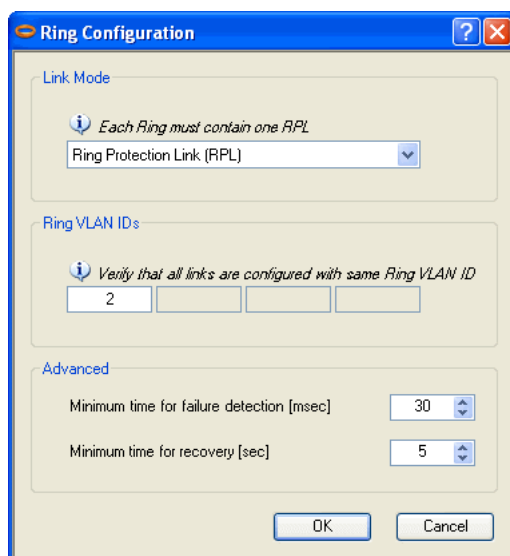 Ring Configuration
Link Mode
Each Ring must contain one RPL
Ring Protection Link (RPL)
Ring VLAN IDs
Verify that all links are configured with same Ring VLAN ID
2
Advanced
Minimum time for failure detection [msec] 30
Minimum time for recovery [sec] 5
OK Cancel